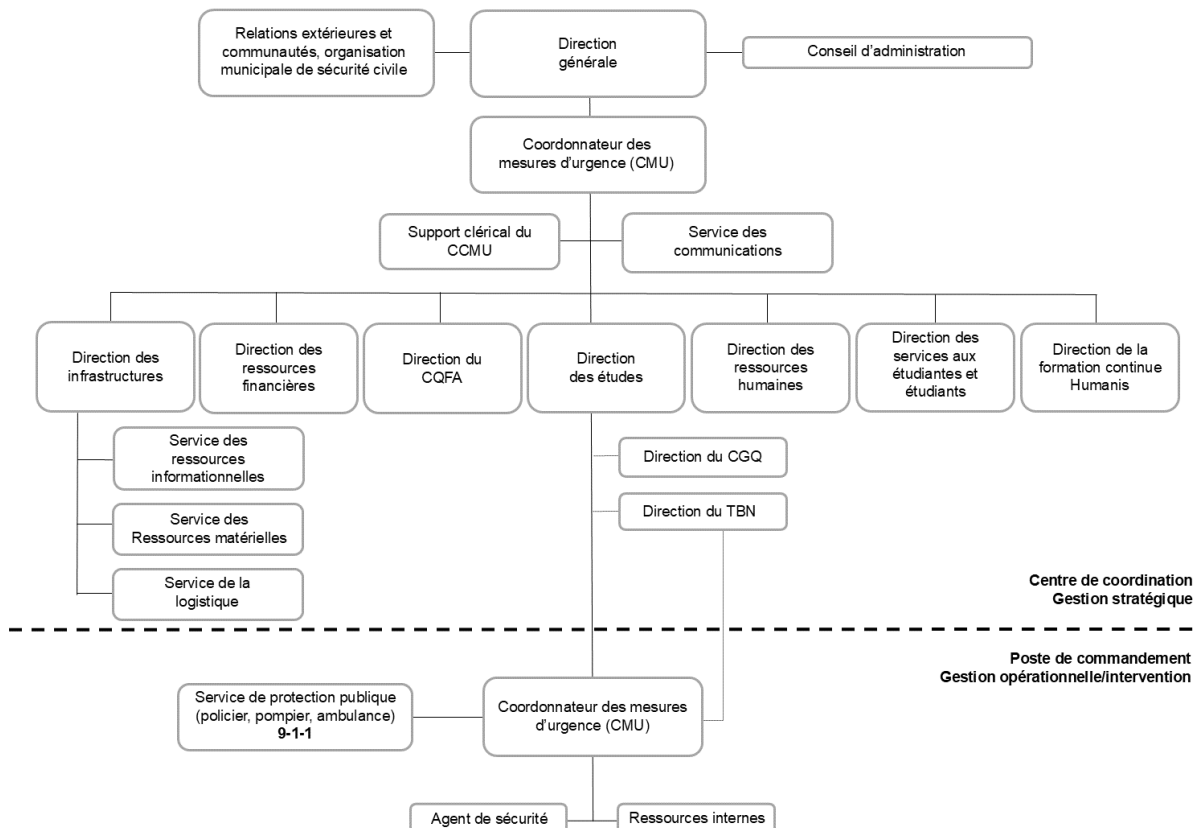 Relations extérieures et
communautés, organisation
municipale de sécurité civile
Direction
générale
Conseil d'administration
Coordonnateur des
mesures d'urgence (CMU)
Support clérical du
CCMU
Service des
communications
Direction des
infrastructures
Direction des
ressources
financières
Direction du
CQFA
Direction
des études
Direction des
ressources
humaines
Direction des
services aux
étudiantes et
étudiants
Direction de la
formation continue
Humanis
Service des
ressources
informationnelles
Service des
Ressources matérielles
Service de la
logistique
Direction du CGQ
Direction du TBN
Centre de coordination
Gestion stratégique
Poste de commandement
Gestion opérationnelle/intervention
Service de protection publique
(policier, pompier, ambulance)
9-1-1
Coordonnateur des mesures
d'urgence (CMU)
Agent de sécurité
Ressources internes